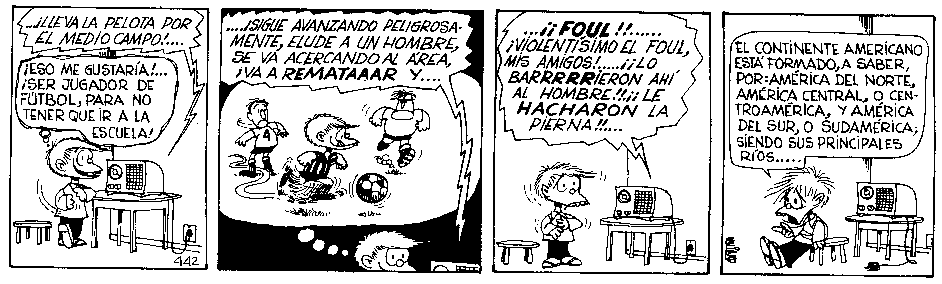 ...¡LLEVA LA PELOTA POR
EL MEDIO CAMPO!....
¡ESO ME GUSTARÍA!...
¡SER JUGADOR DE
FÚTBOL, PARA NO
TENER QUE IR A LA
ESCUELA!
442
....¡SIGUE AVANZANDO PELIGROSA-
MENTE, ELUDE A UN HOMBRE,
SE VA ACERCANDO AL AREA,
¡VA A REMATAAAR Y....
4
...¡¡FOUL!!......
¡VIOLENTÍSIMO EL FOUL,
MIS AMIGOS!.....¡¡LO
BARRRRRIERON AHÍ
AL HOMBRE!!¡¡LE
HACHARON LA
PIERNA!!...
EL CONTINENTE AMERICANO
ESTÁ FORMADO, A SABER,
POR: AMÉRICA DEL NORTE,
AMÉRICA CENTRAL, O CEN-
TROAMÉRICA, Y AMÉRICA
DEL SUR, O SUDAMÉRICA;
SIENDO SUS PRINCIPALES
RÍOS.....